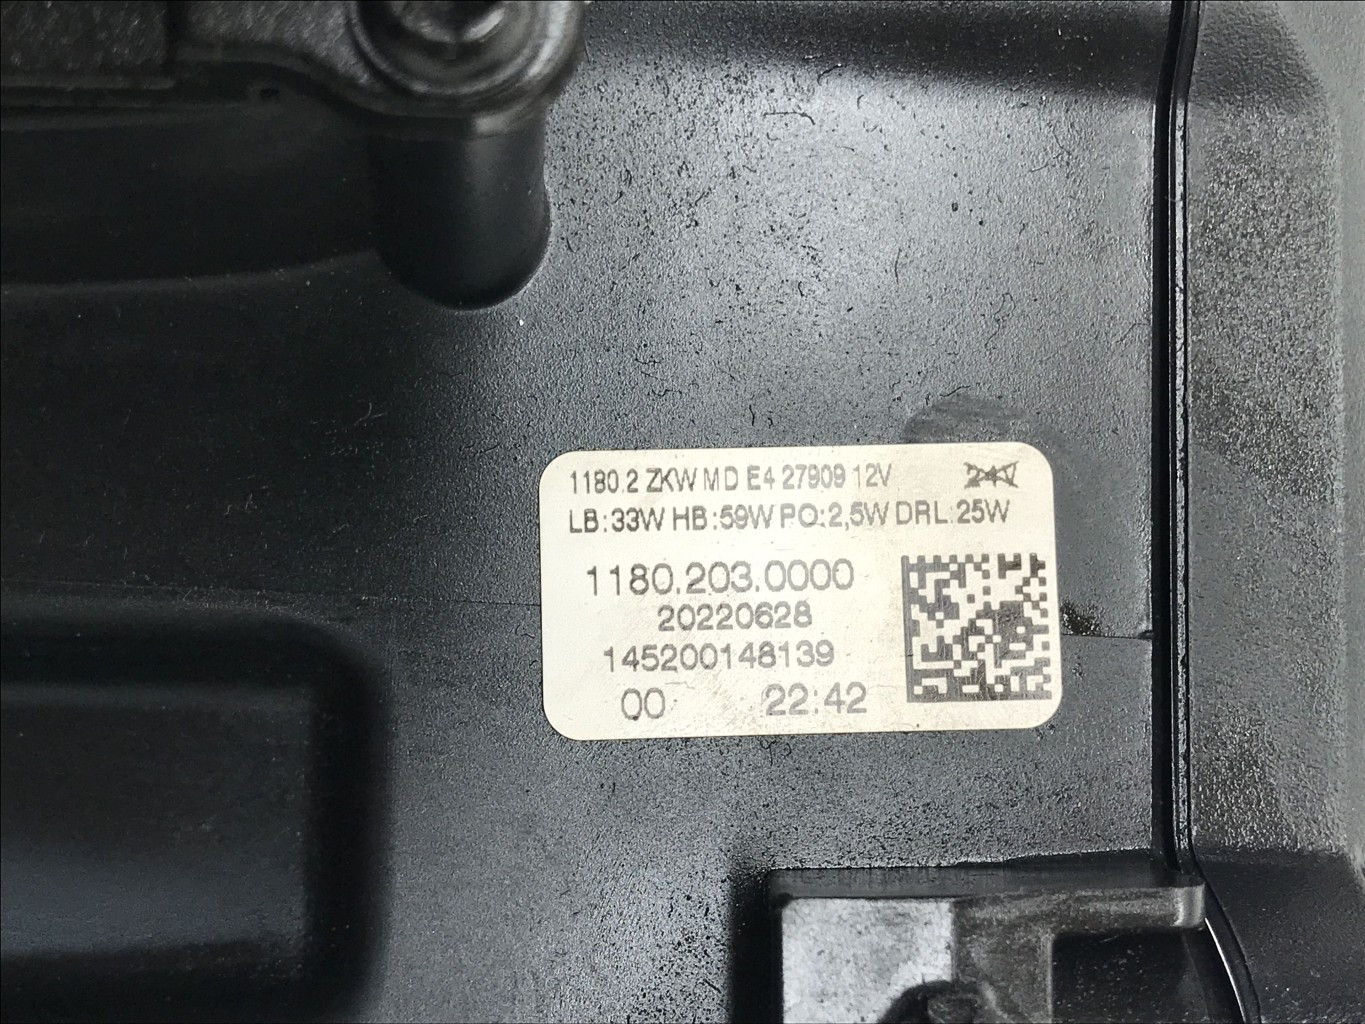 1180.2 ZKW MD E4 27909 12V 24V
LB:33W HB:59W PO:2,5W DRL:25W
1180.203.0000
20220628
145200148139
00 22:42